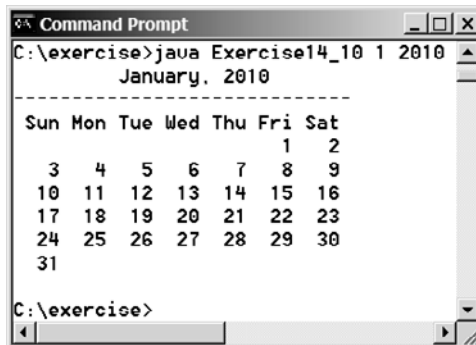 Command Prompt
C:\exercise>java Exercise14_10 1 2010
January, 2010
-------------------------------
Sun Mon Tue Wed Thu Fri Sat
1 2
3 4 5 6 7 8 9
10 11 12 13 14 15 16
17 18 19 20 21 22 23
24 25 26 27 28 29 30
31
C:\exercise>